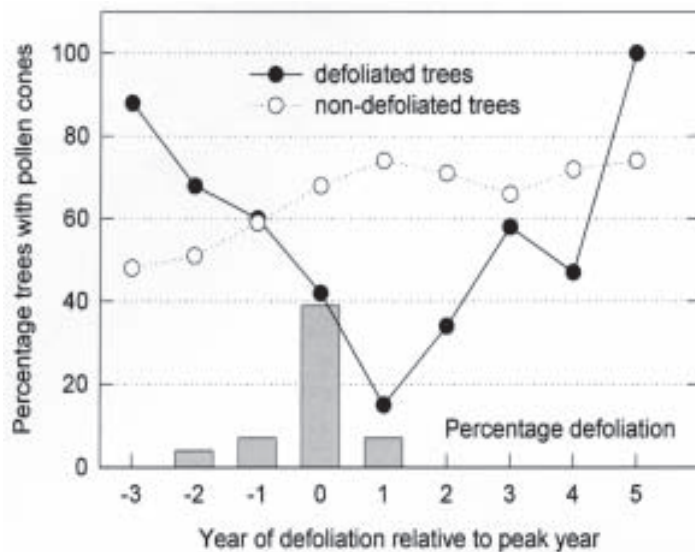 Percentage trees with pollen cones
100
80
60
40
20
0
defoliated trees
non-defoliated trees
Percentage defoliation
-3 -2 -1 0 1 2 3 4 5
Year of defoliation relative to peak year